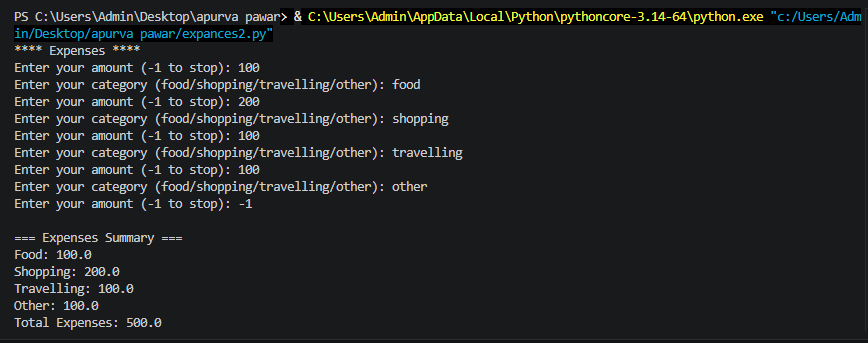 PS C:\Users\Admin\Desktop\apurva pawar> & C:\Users\Admin\AppData\Local\Python\pythoncore-3.14-64\python.exe "c:/Users/Adm
in/Desktop/apurva pawar/expances2.py"
**** Expenses ****
Enter your amount (-1 to stop): 100
Enter your category (food/shopping/travelling/other): food
Enter your amount (-1 to stop): 200
Enter your category (food/shopping/travelling/other): shopping
Enter your amount (-1 to stop): 100
Enter your category (food/shopping/travelling/other): travelling
Enter your amount (-1 to stop): 100
Enter your category (food/shopping/travelling/other): other
Enter your amount (-1 to stop): -1

=== Expenses Summary ===
Food: 100.0
Shopping: 200.0
Travelling: 100.0
Other: 100.0
Total Expenses: 500.0